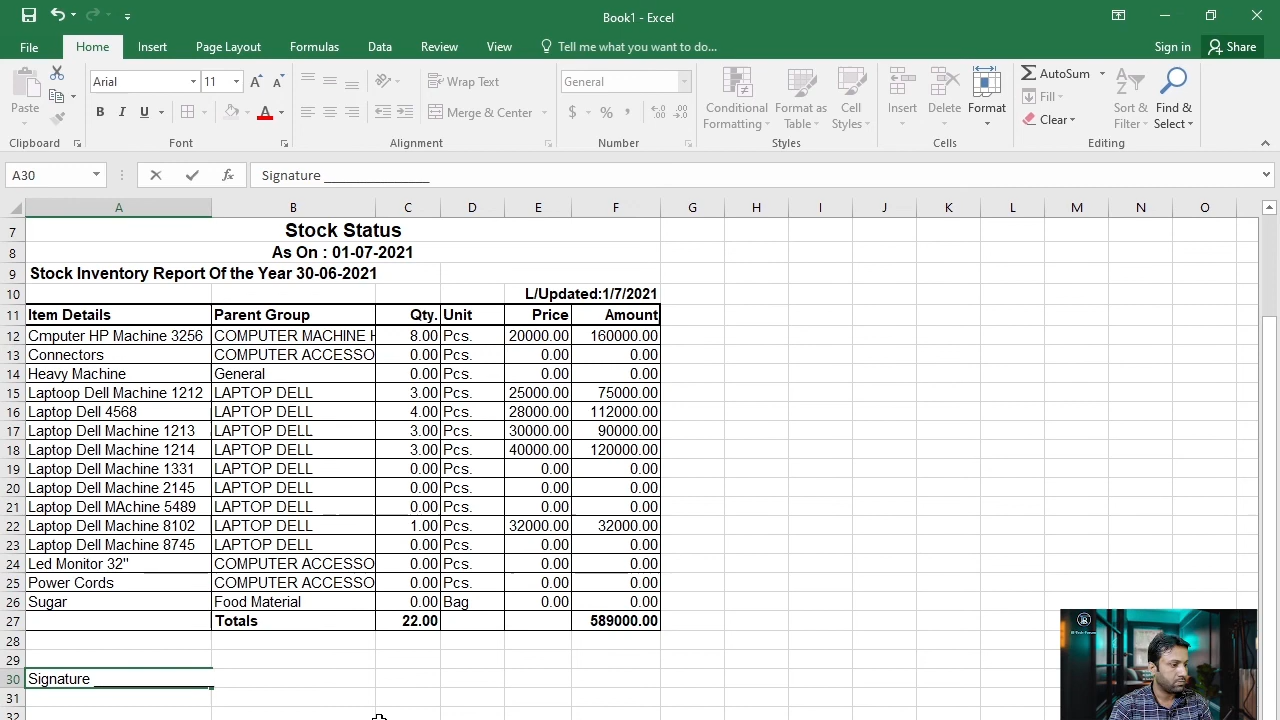 Book1 - Excel
File Home Insert Page Layout Formulas Data Review View Tell me what you want to do... Sign in Share
Arial 11 Wrap Text General Conditional Format as Cell Insert Delete Format AutoSum Sort & Find &
Paste B I U Merge & Center $ % Formatting Table Styles Fill Filter Select
Clear
Clipboard Font Alignment Number Styles Cells Editing
A30 fx Signature _______________
A B C D E F G H I J K L M N O
7 Stock Status
8 As On : 01-07-2021
9 Stock Inventory Report Of the Year 30-06-2021
10 L/Updated:1/7/2021
11 Item Details Parent Group Qty. Unit Price Amount
12 Cmputer HP Machine 3256 COMPUTER MACHINE H 8.00 Pcs. 20000.00 160000.00
13 Connectors COMPUTER ACCESSO 0.00 Pcs. 0.00 0.00
14 Heavy Machine General 0.00 Pcs. 0.00 0.00
15 Laptoop Dell Machine 1212 LAPTOP DELL 3.00 Pcs. 25000.00 75000.00
16 Laptop Dell 4568 LAPTOP DELL 4.00 Pcs. 28000.00 112000.00
17 Laptop Dell Machine 1213 LAPTOP DELL 3.00 Pcs. 30000.00 90000.00
18 Laptop Dell Machine 1214 LAPTOP DELL 3.00 Pcs. 40000.00 120000.00
19 Laptop Dell Machine 1331 LAPTOP DELL 0.00 Pcs. 0.00 0.00
20 Laptop Dell Machine 2145 LAPTOP DELL 0.00 Pcs. 0.00 0.00
21 Laptop Dell MAchine 5489 LAPTOP DELL 0.00 Pcs. 0.00 0.00
22 Laptop Dell Machine 8102 LAPTOP DELL 1.00 Pcs. 32000.00 32000.00
23 Laptop Dell Machine 8745 LAPTOP DELL 0.00 Pcs. 0.00 0.00
24 Led Monitor 32" COMPUTER ACCESSO 0.00 Pcs. 0.00 0.00
25 Power Cords COMPUTER ACCESSO 0.00 Pcs. 0.00 0.00
26 Sugar Food Material 0.00 Bag 0.00 0.00
27 Totals 22.00 589000.00
28
29
30 Signature _______________
31
32